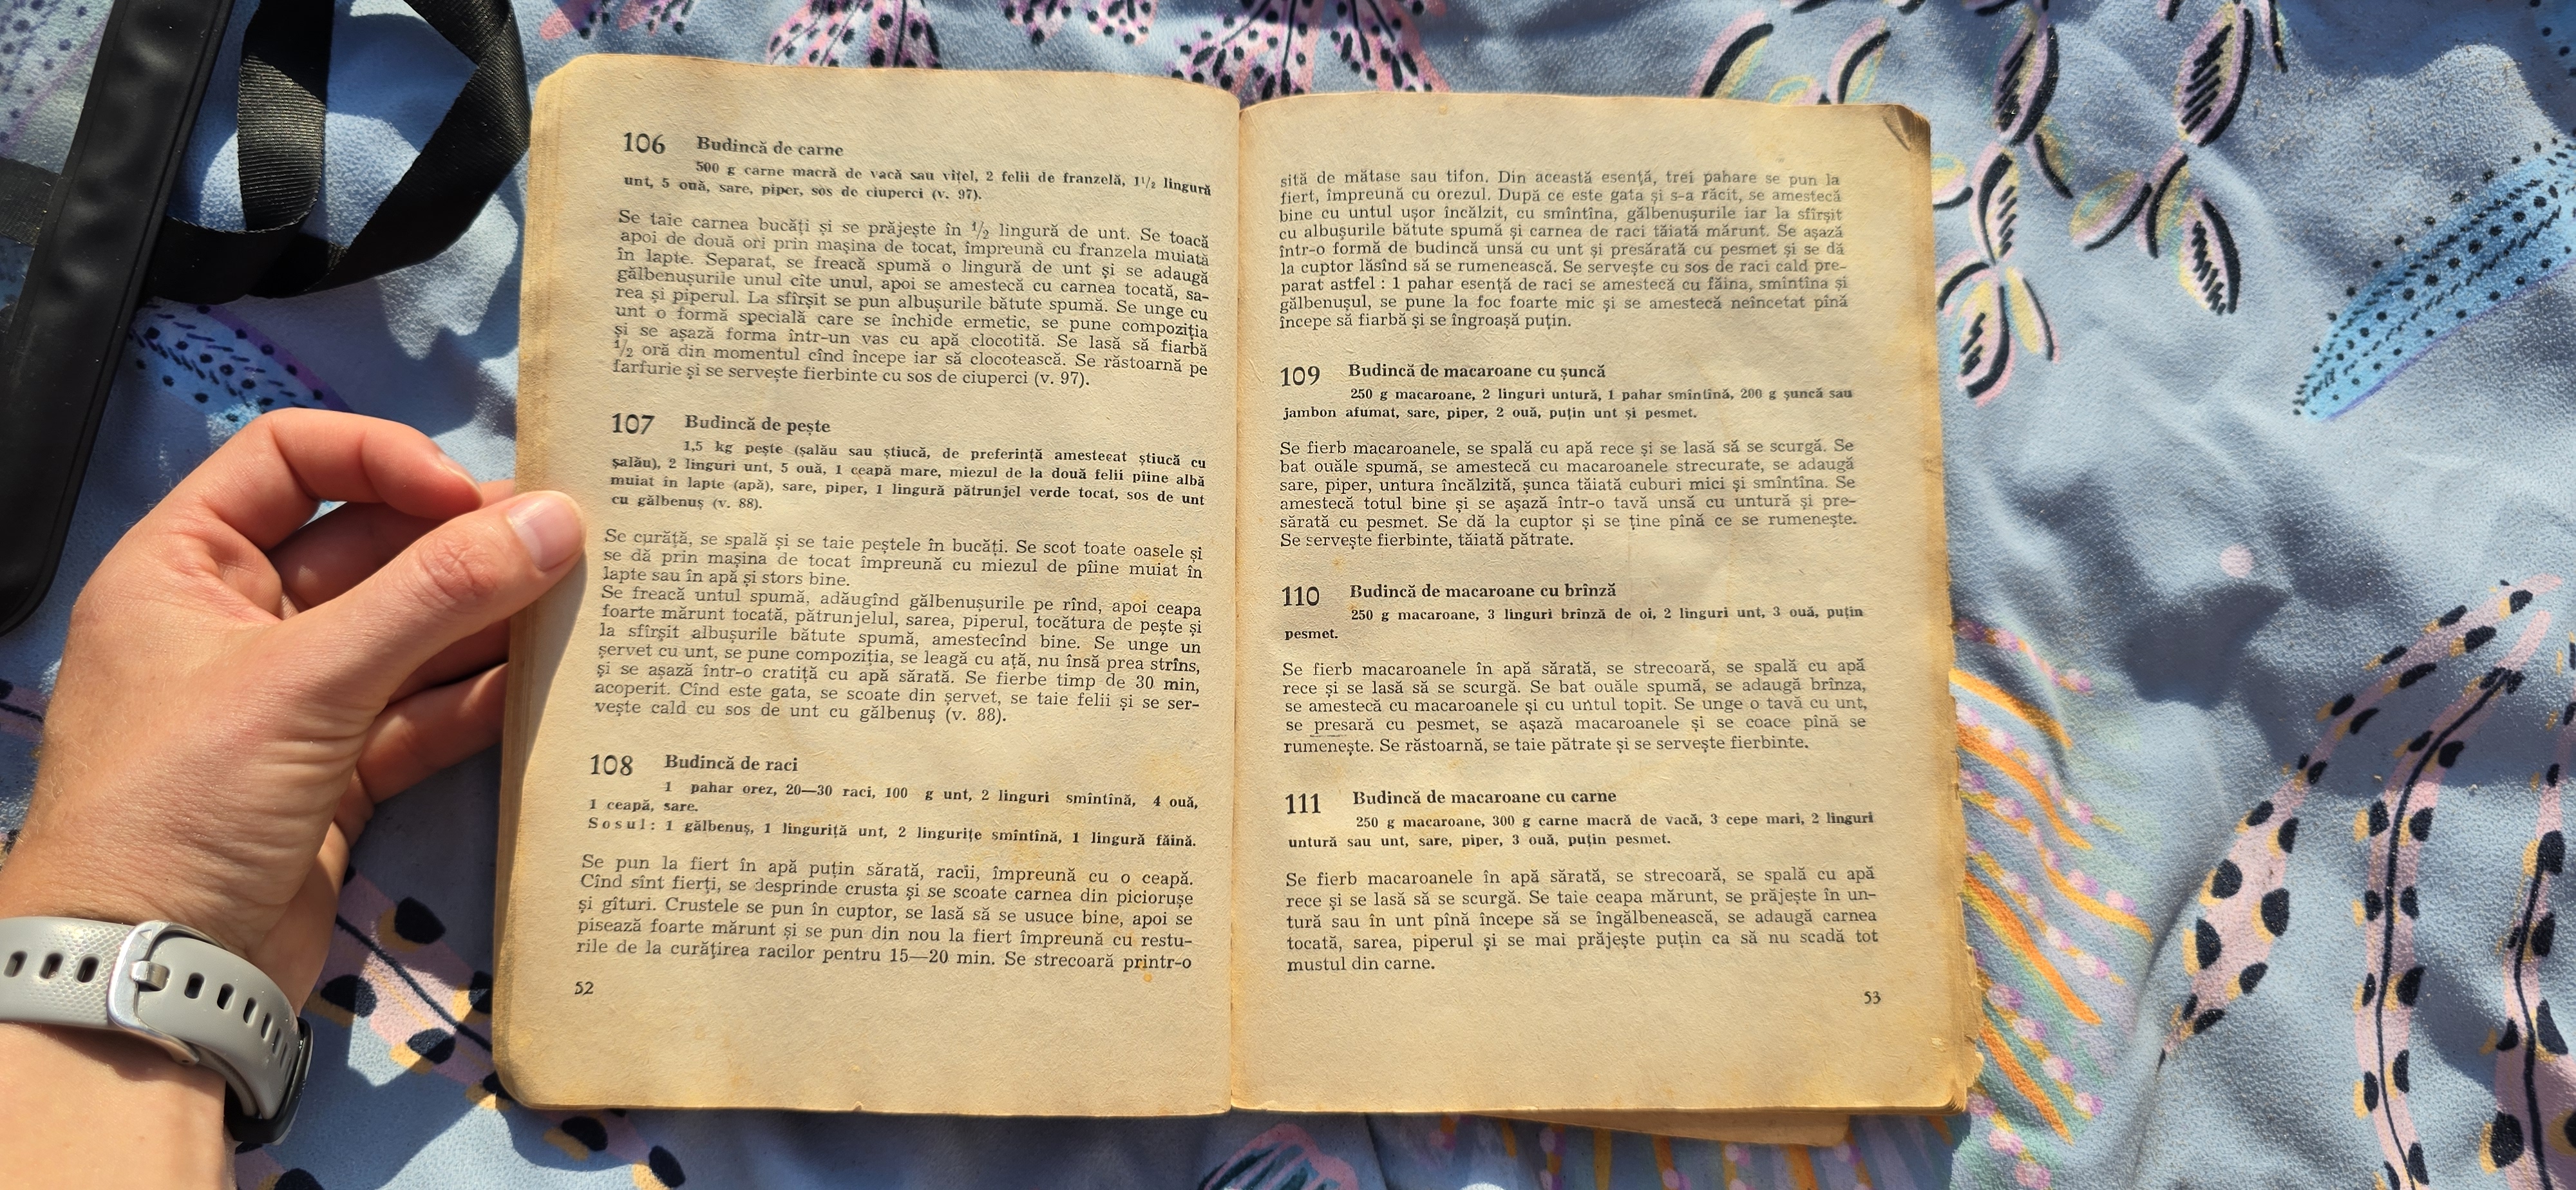 106 Budincă de carne
500 g carne macră de vacă sau vițel, 2 felii de franzelă, 1½ lingură
unt, 5 ouă, sare, piper, sos de ciuperci (v. 97).
Se taie carnea bucăți și se prăjește în ½ lingură de unt. Se toacă
apoi de două ori prin mașina de tocat, împreună cu franzela muiată
în lapte. Separat, se freacă spumă o lingură de unt și se adaugă
gălbenușurile unul cîte unul, apoi se amestecă cu carnea tocată, sa-
rea și piperul. La sfîrșit se pun albușurile bătute spumă. Se unge cu
unt o formă specială care se închide ermetic, se pune compoziția
și se așază forma într-un vas cu apă clocotită. Se lasă să fiarbă
½ oră din momentul cînd începe iar să clocotească. Se răstoarnă pe
farfurie și se servește fierbinte cu sos de ciuperci (v. 97).
107 Budincă de pește
1,5 kg pește (șalău sau știucă, de preferință amestecat știucă cu
șalău), 2 linguri unt, 5 ouă, 1 ceapă mare, miezul de la două felii pîine albă
muiat in lapte (apă), sare, piper, 1 lingură pătrunjel verde tocat, sos de unt
cu gălbenuș (v. 88).
Se curăță, se spală și se taie peștele în bucăți. Se scot toate oasele și
se dă prin mașina de tocat împreună cu miezul de pîine muiat în
lapte sau în apă și stors bine.
Se freacă untul spumă, adăugînd gălbenușurile pe rînd, apoi ceapa
foarte mărunt tocată, pătrunjelul, sarea, piperul, tocătura de pește și
la sfîrșit albușurile bătute spumă, amestecînd bine. Se unge un
șervet cu unt, se pune compoziția, se leagă cu ață, nu însă prea strîns,
și se așază într-o cratiță cu apă sărată. Se fierbe timp de 30 min,
acoperit. Cînd este gata, se scoate din șervet, se taie felii și se ser-
vește cald cu sos de unt cu gălbenuș (v. 88).
108 Budincă de raci
1 pahar orez, 20—30 raci, 100 g unt, 2 linguri smîntînă, 4 ouă,
1 ceapă, sare.
Sosul: 1 gălbenuș, 1 linguriță unt, 2 lingurițe smîntînă, 1 lingură făină.
Se pun la fiert în apă puțin sărată, racii, împreună cu o ceapă.
Cînd sînt fierți, se desprinde crusta și se scoate carnea din piciorușe
și gîturi. Crustele se pun în cuptor, se lasă să se usuce bine, apoi se
pisează foarte mărunt și se pun din nou la fiert împreună cu restu-
rile de la curățirea racilor pentru 15—20 min. Se strecoară printr-o
52
sită de mătase sau tifon. Din această esență, trei pahare se pun la
fiert, împreună cu orezul. După ce este gata și s-a răcit, se amestecă
bine cu untul ușor încălzit, cu smîntîna, gălbenușurile iar la sfîrșit
cu albușurile bătute spumă și carnea de raci tăiată mărunt. Se așază
într-o formă de budincă unsă cu unt și presărată cu pesmet și se dă
la cuptor lăsînd să se rumenească. Se servește cu sos de raci cald pre-
parat astfel : 1 pahar esență de raci se amestecă cu făina, smîntîna și
gălbenușul, se pune la foc foarte mic și se amestecă neîncetat pînă
începe să fiarbă și se îngroașă puțin.
109 Budincă de macaroane cu șuncă
250 g macaroane, 2 linguri untură, 1 pahar smîntînă, 200 g șuncă sau
jambon afumat, sare, piper, 2 ouă, puțin unt și pesmet.
Se fierb macaroanele, se spală cu apă rece și se lasă să se scurgă. Se
bat ouăle spumă, se amestecă cu macaroanele strecurate, se adaugă
sare, piper, untura încălzită, șunca tăiată cuburi mici și smîntîna. Se
amestecă totul bine și se așază într-o tavă unsă cu untură și pre-
sărată cu pesmet. Se dă la cuptor și se ține pînă ce se rumenește.
Se servește fierbinte, tăiată pătrate.
110 Budincă de macaroane cu brînză
250 g macaroane, 3 linguri brînză de oi, 2 linguri unt, 3 ouă, puțin
pesmet.
Se fierb macaroanele în apă sărată, se strecoară, se spală cu apă
rece și se lasă să se scurgă. Se bat ouăle spumă, se adaugă brînza,
se amestecă cu macaroanele și cu untul topit. Se unge o tavă cu unt,
se presară cu pesmet, se așază macaroanele și se coace pînă se
rumenește. Se răstoarnă, se taie pătrate și se servește fierbinte.
111 Budincă de macaroane cu carne
250 g macaroane, 300 g carne macră de vacă, 3 cepe mari, 2 linguri
untură sau unt, sare, piper, 3 ouă, puțin pesmet.
Se fierb macaroanele în apă sărată, se strecoară, se spală cu apă
rece și se lasă să se scurgă. Se taie ceapa mărunt, se prăjește în un-
tură sau în unt pînă începe să se îngălbenească, se adaugă carnea
tocată, sarea, piperul și se mai prăjește puțin ca să nu scadă tot
mustul din carne.
53